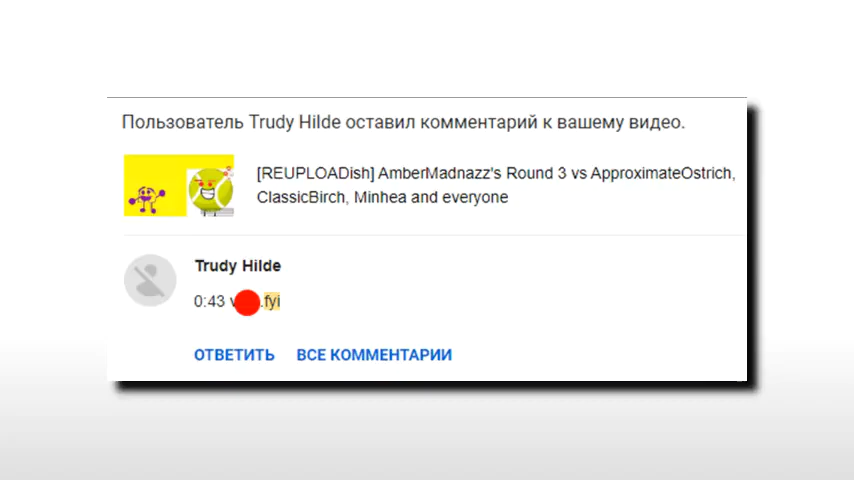 Пользователь Trudy Hilde оставил комментарий к вашему видео.
[REUPLOADish] AmberMadnazz's Round 3 vs ApproximateOstrich,
ClassicBirch, Minhea and everyone
Trudy Hilde
0:43 .fyi
ОТВЕТИТЬ ВСЕ КОММЕНТАРИИ